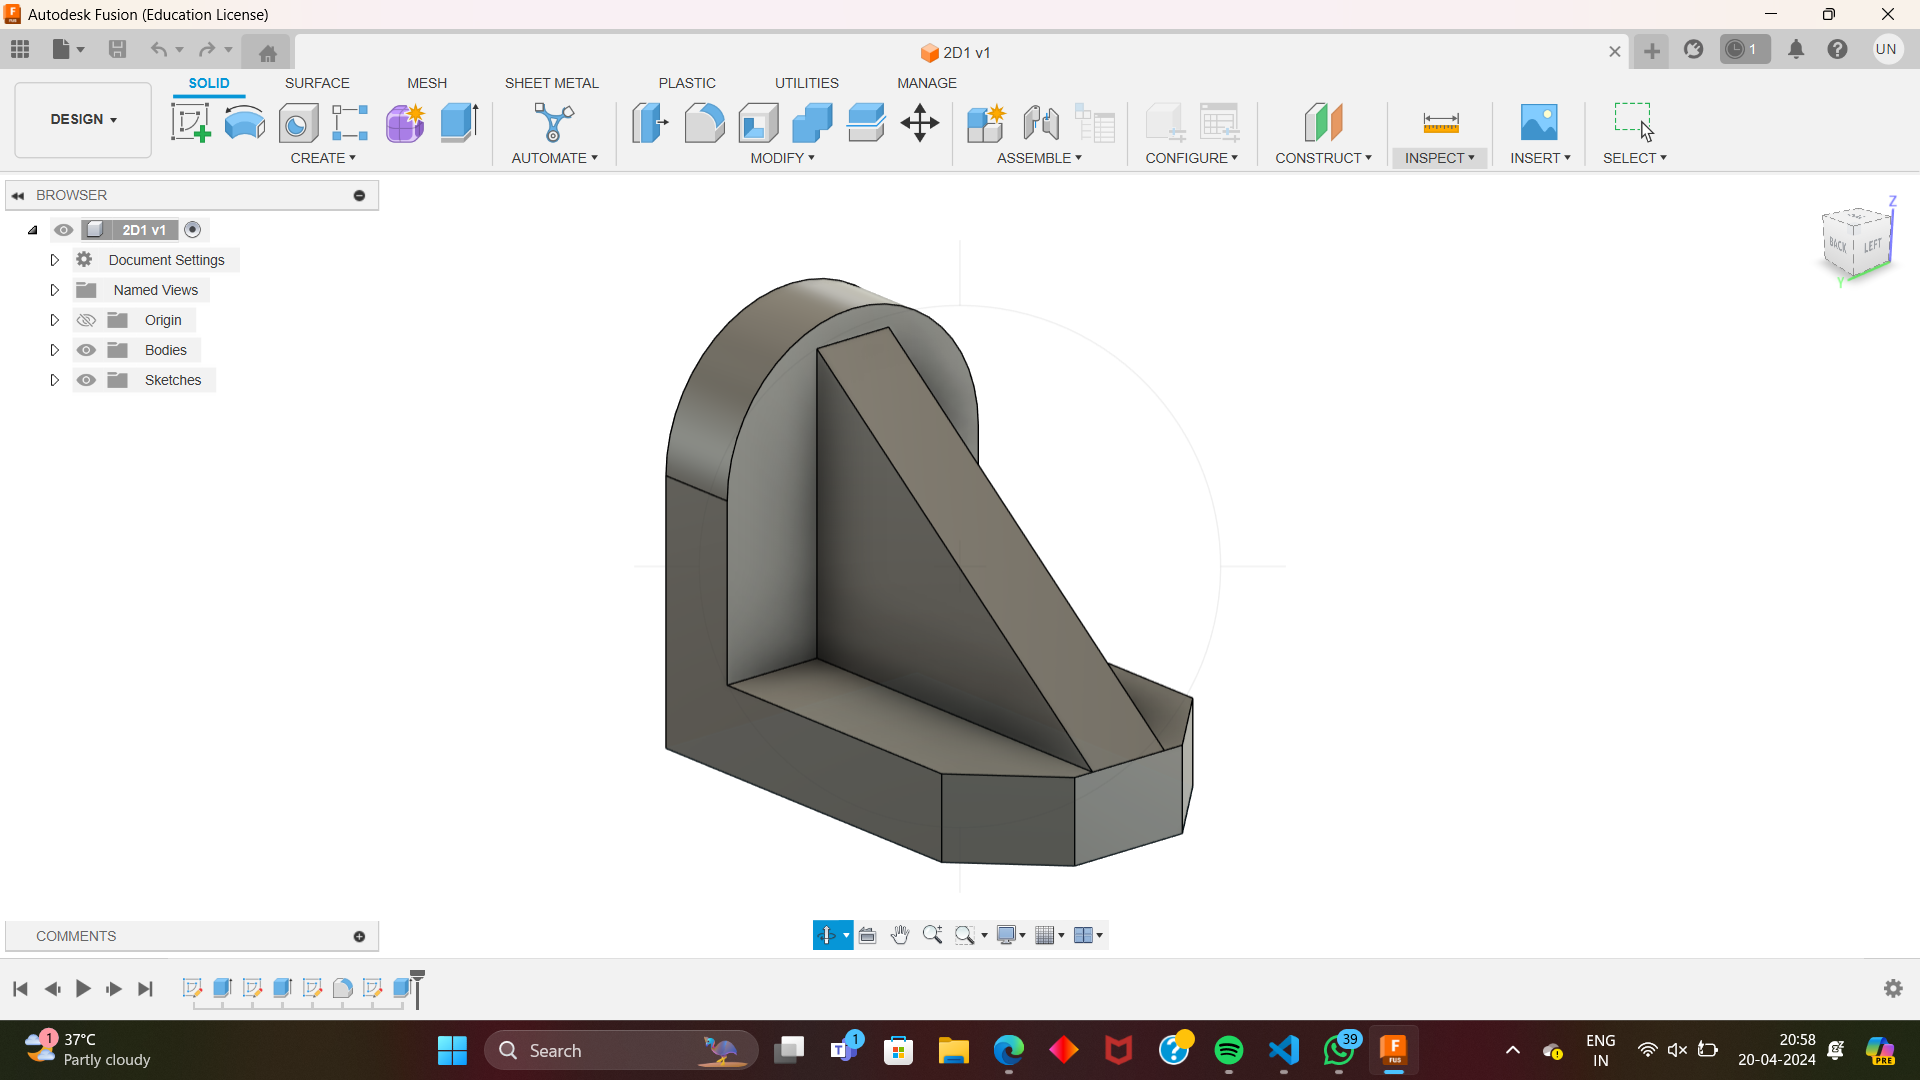 Autodesk Fusion (Education License)
2D1 v1
1
UN
DESIGN
SOLID
SURFACE
MESH
SHEET METAL
PLASTIC
UTILITIES
MANAGE
CREATE
AUTOMATE
MODIFY
ASSEMBLE
CONFIGURE
CONSTRUCT
INSPECT
INSERT
SELECT
BROWSER
2D1 v1
Document Settings
Named Views
Origin
Bodies
Sketches
Z
BACK
LEFT
Y
COMMENTS
1
37°C
Partly cloudy
Search
1
39
F
FUS
ENG
IN
20:58
20-04-2024
PRE